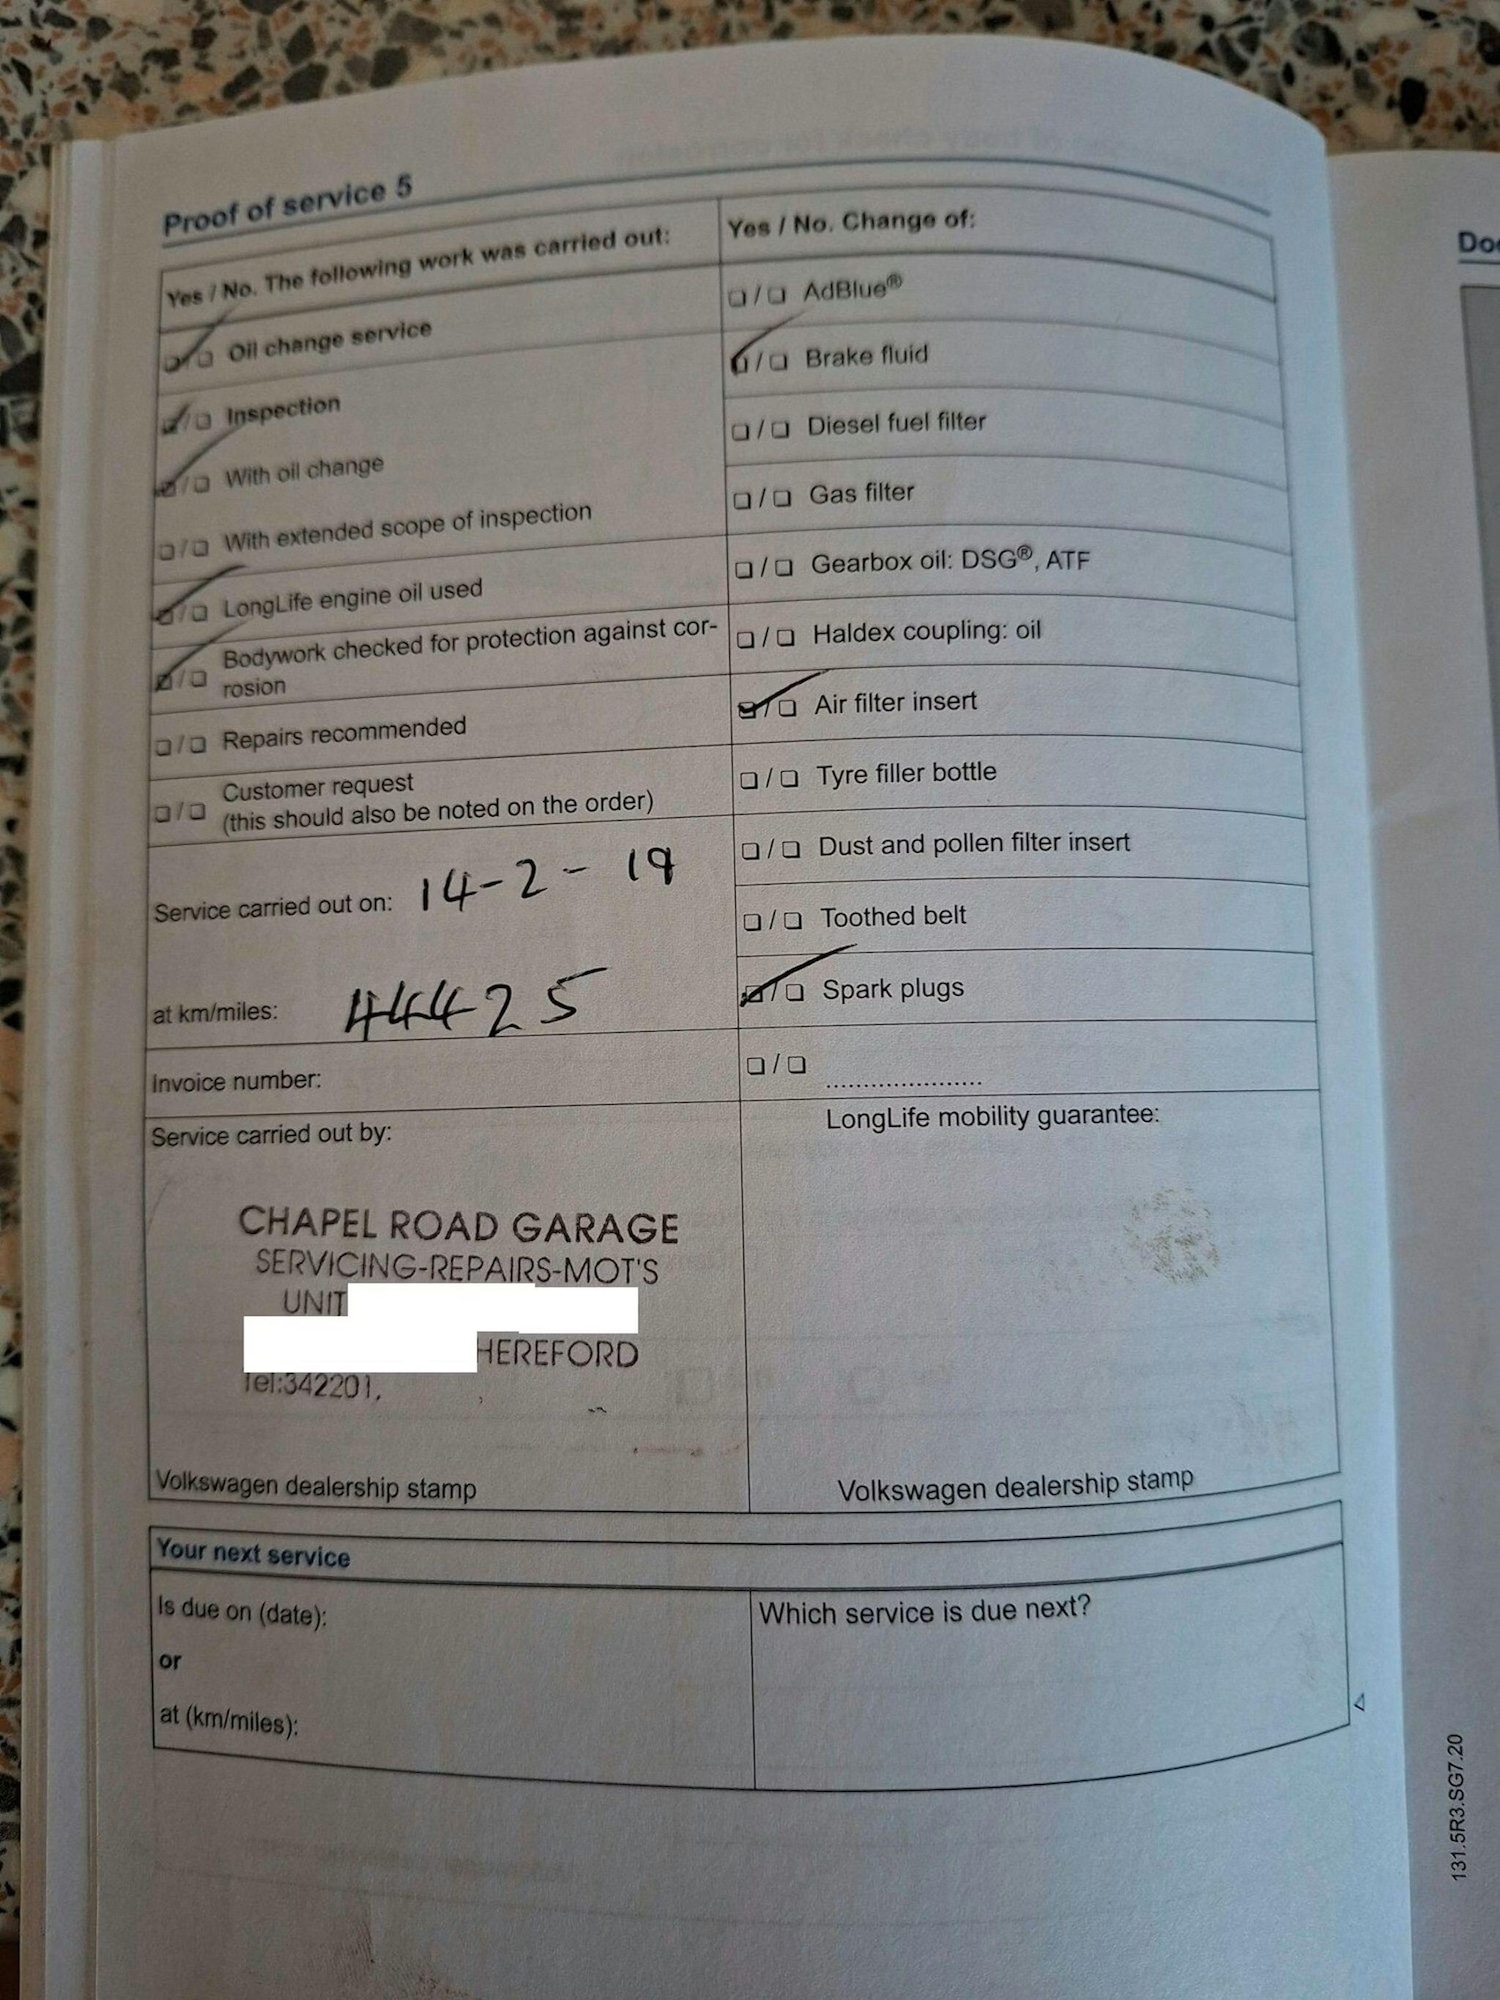 Proof of service 5
Yes / No. The following work was carried out:
Oil change service
Inspection
With oil change
With extended scope of inspection
LongLife engine oil used
Bodywork checked for protection against cor-
rosion
Repairs recommended
Customer request
(this should also be noted on the order)
Service carried out on: 14-2-19
at km/miles: 44425
Invoice number:
Service carried out by:
CHAPEL ROAD GARAGE
SERVICING-REPAIRS-MOT'S
UNIT
HEREFORD
Tel:342201,
Volkswagen dealership stamp
Yes / No. Change of:
AdBlue®
Brake fluid
Diesel fuel filter
Gas filter
Gearbox oil: DSG®, ATF
Haldex coupling: oil
Air filter insert
Tyre filler bottle
Dust and pollen filter insert
Toothed belt
Spark plugs
LongLife mobility guarantee:
Volkswagen dealership stamp
Your next service
Is due on (date):
or
at (km/miles):
Which service is due next?
131.5R3.SG7.20